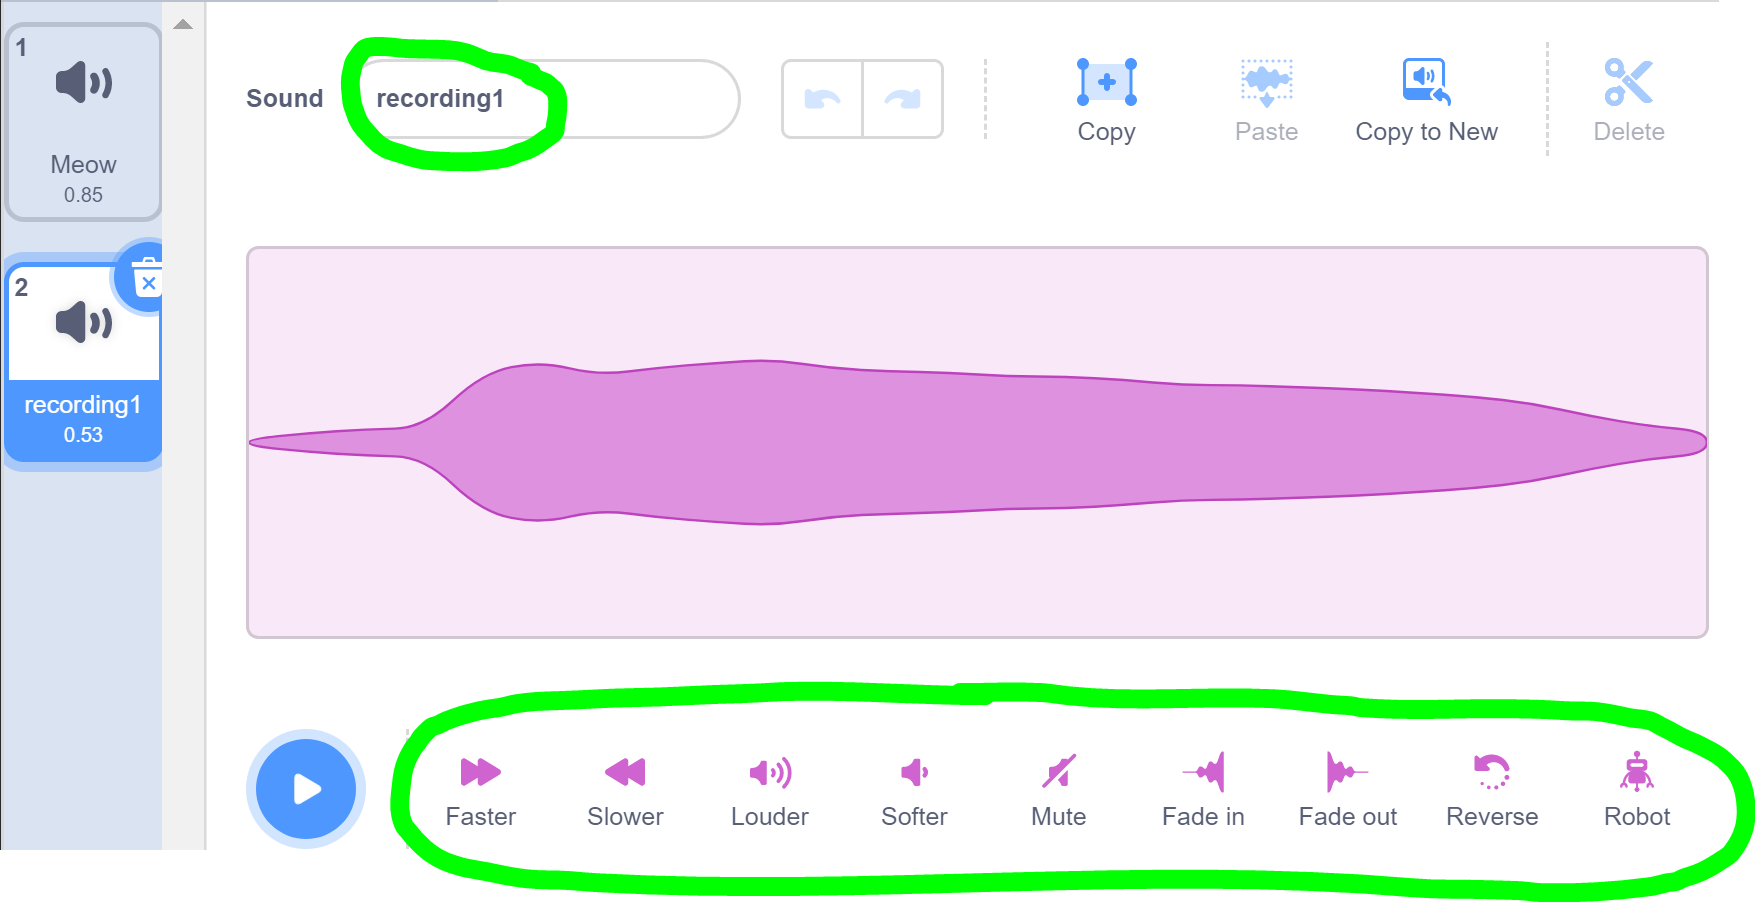 1
Meow
0.85
2
recording1
0.53
Sound recording1
Copy Paste Copy to New Delete
Faster Slower Louder Softer Mute Fade in Fade out Reverse Robot